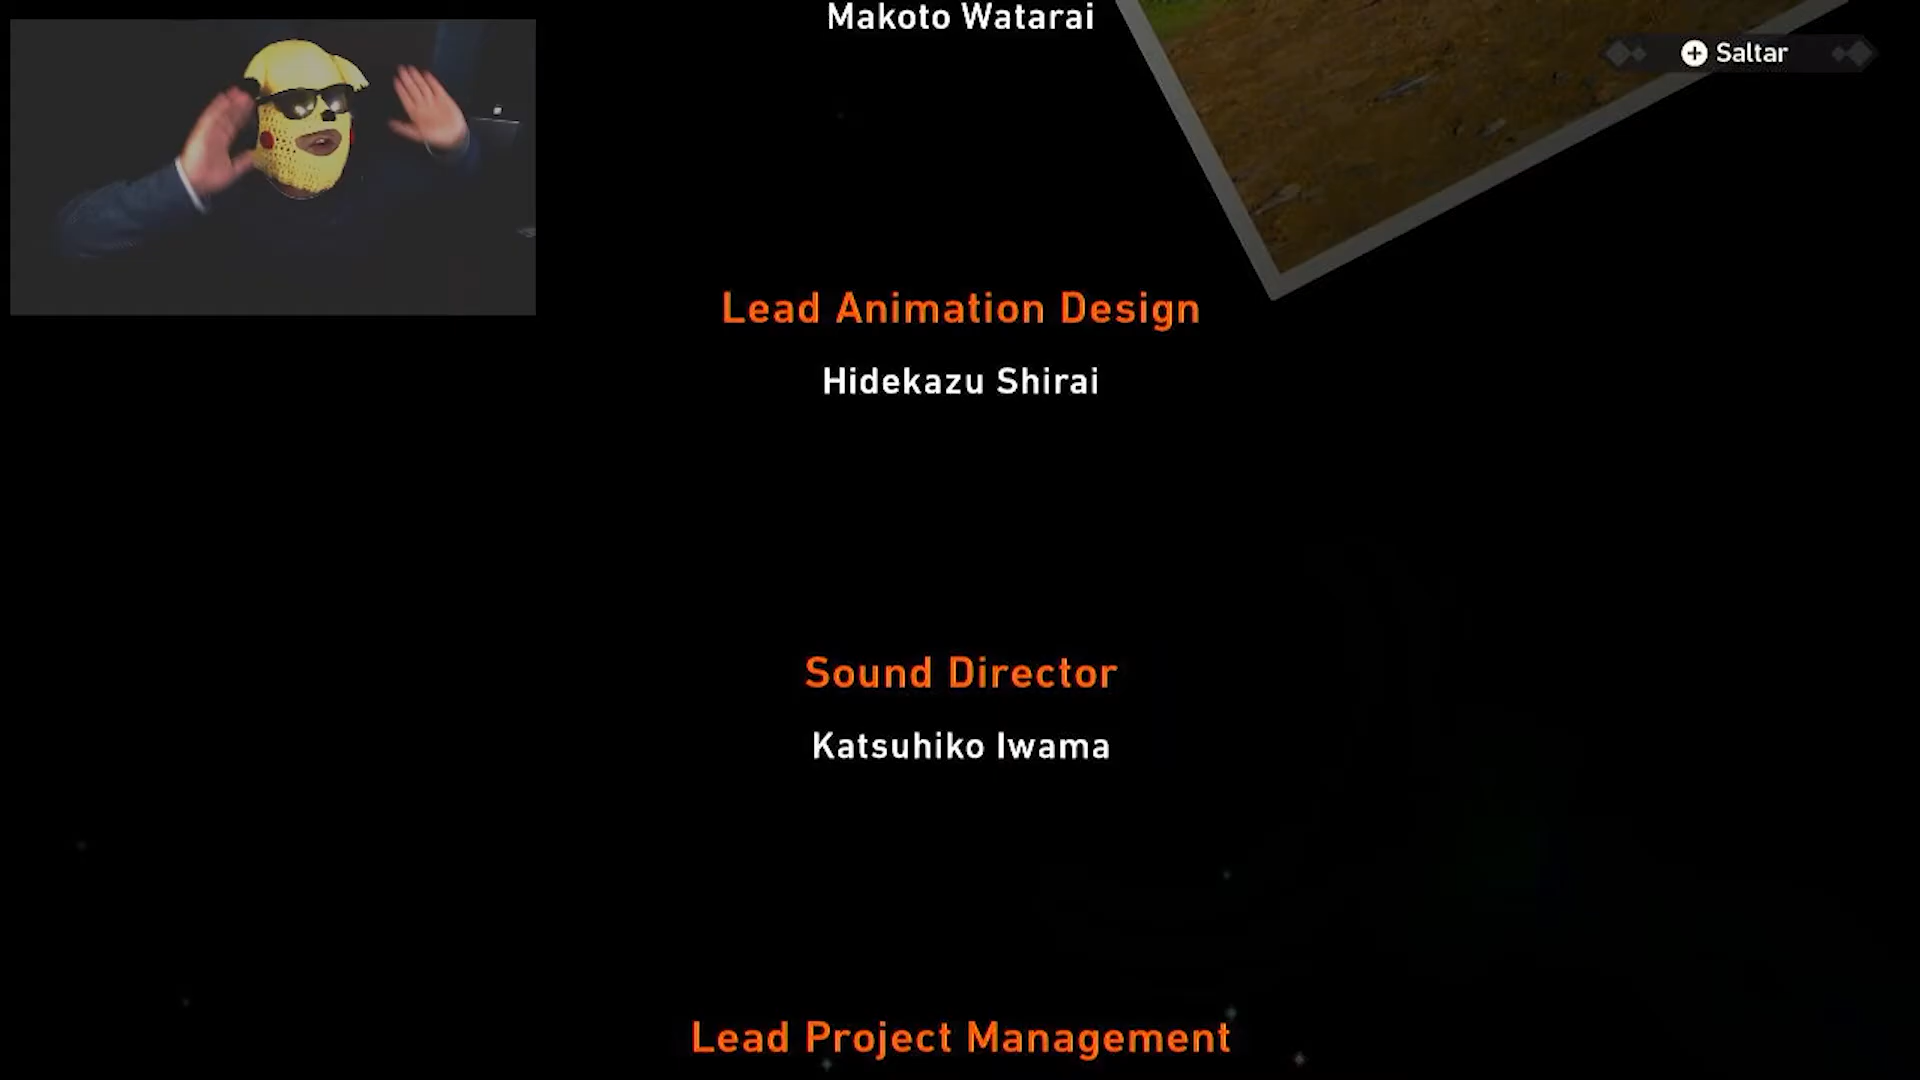 Makoto Watarai
Saltar
Lead Animation Design
Hidekazu Shirai
Sound Director
Katsuhiko Iwama
Lead Project Management